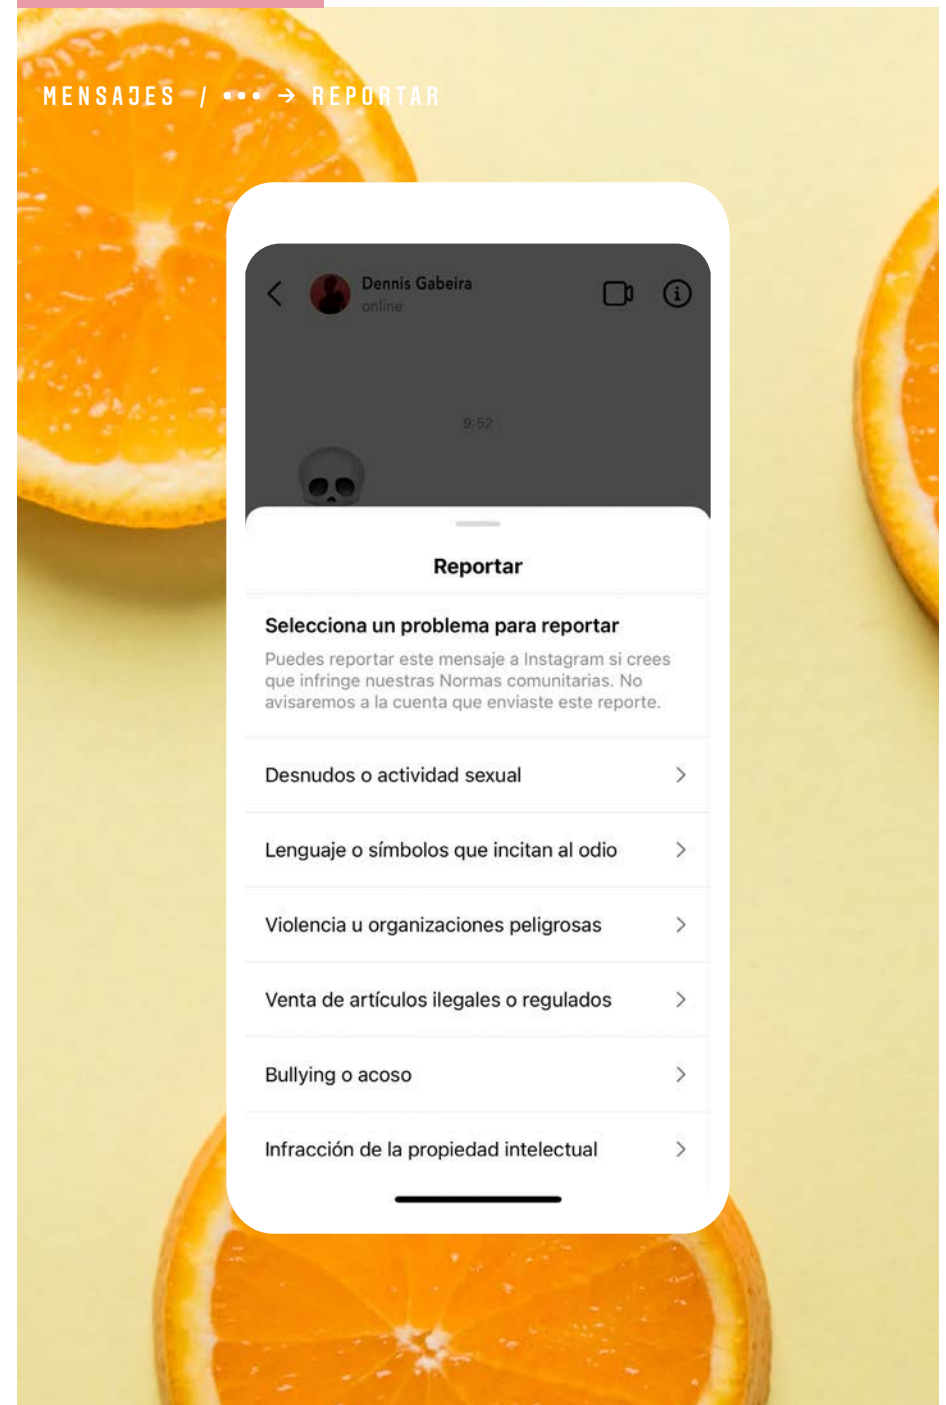 MENSAJES / ••• → REPORTAR
Dennis Gabeira
online
9:52
Reportar
Selecciona un problema para reportar
Puedes reportar este mensaje a Instagram si crees
que infringe nuestras Normas comunitarias. No
avisaremos a la cuenta que enviaste este reporte.
Desnudos o actividad sexual
Lenguaje o símbolos que incitan al odio
Violencia u organizaciones peligrosas
Venta de artículos ilegales o regulados
Bullying o acoso
Infracción de la propiedad intelectual